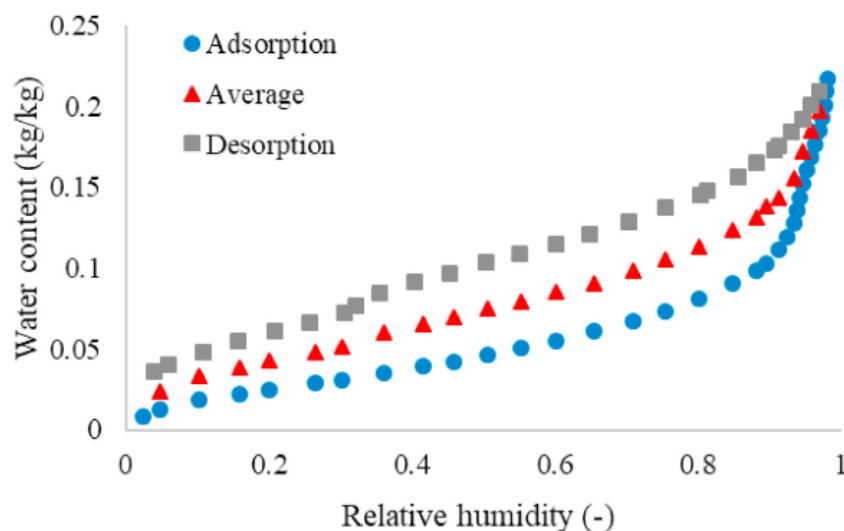 0.25
Adsorption
0.2
Average
Desorption
0.15
0.1
0.05
0
0 0.2 0.4 0.6 0.8 1
Water content (kg/kg)
Relative humidity (-)